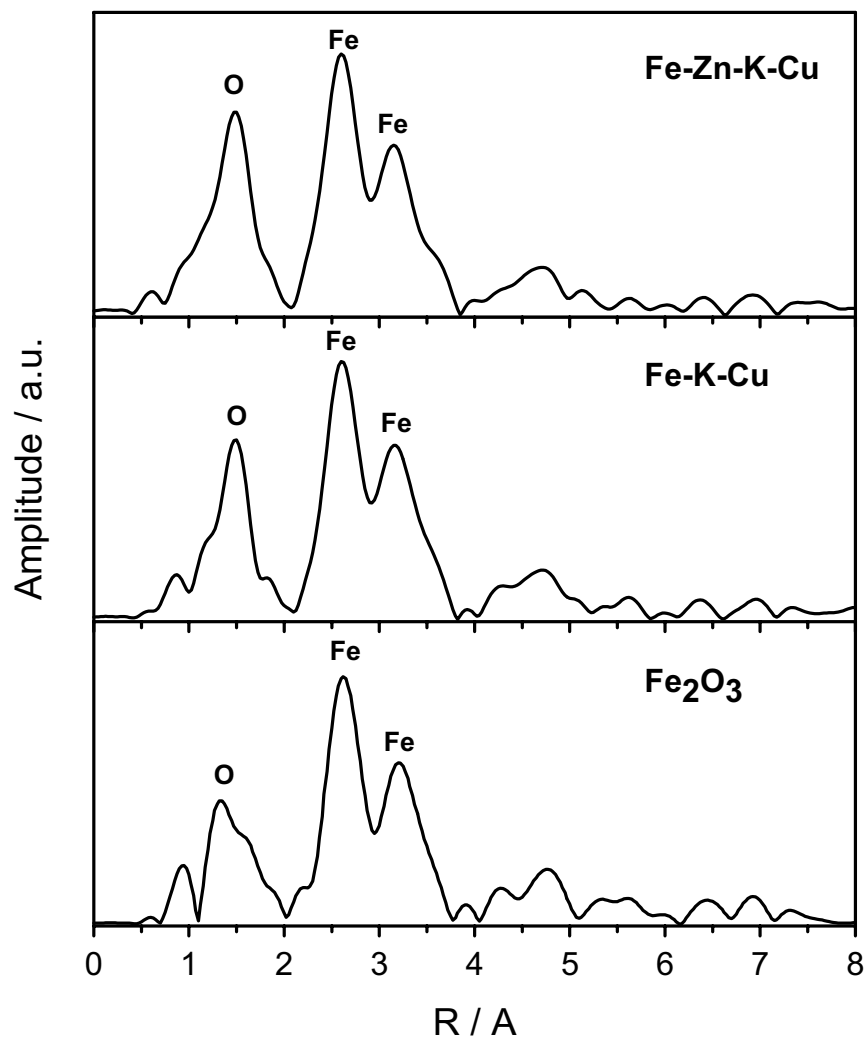 Fe
Fe-Zn-K-Cu
O
Fe
Fe
Fe-K-Cu
O
Fe
Amplitude / a.u.
Fe
Fe₂O₃
Fe
O
0 1 2 3 4 5 6 7 8
R / A